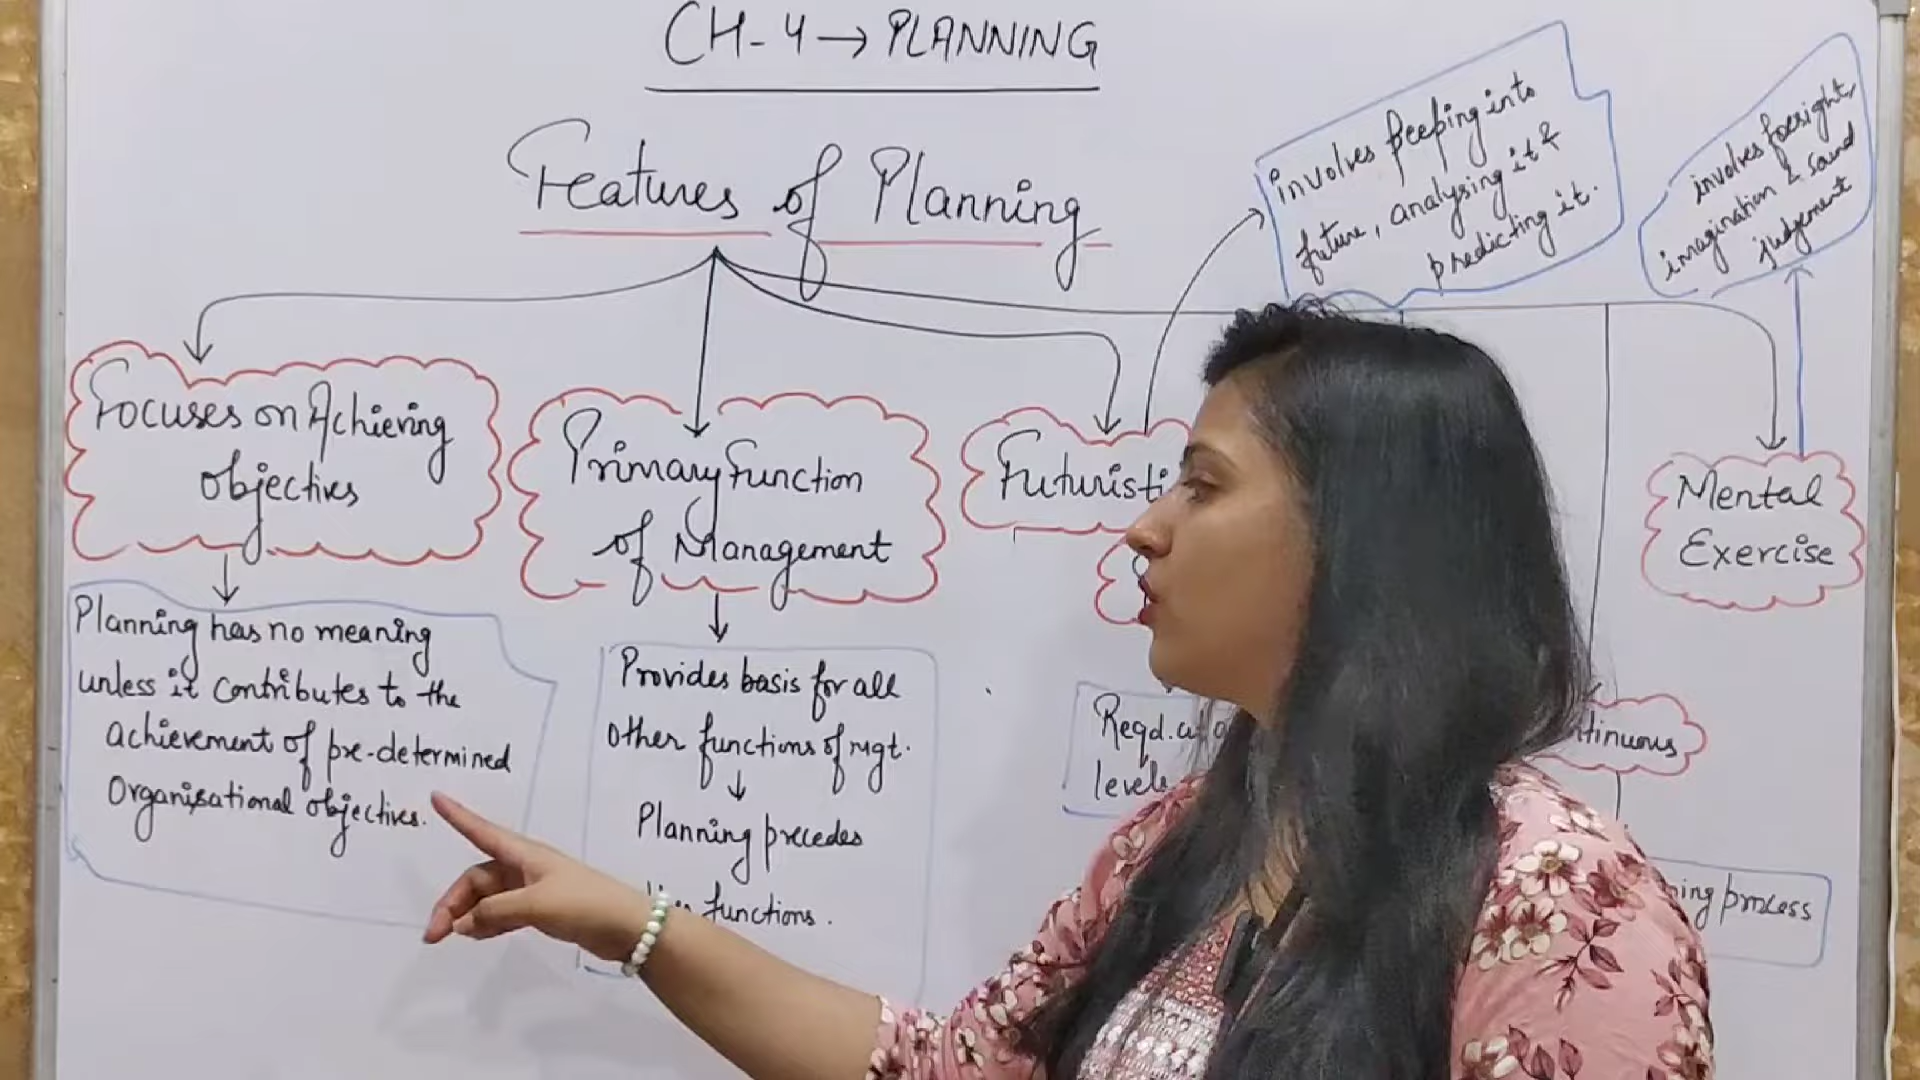 CH-4 → PLANNING
Features of Planning
involves peeping into
future, analysing it &
predicting it.
involves foresight,
imagination & sound
judgement
Focuses on Achieving
objectives
Primary Function
of Management
Futuristi
Mental
Exercise
Planning has no meaning
unless it contributes to the
achievement of pre-determined
Organisational objectives.
Provides basis for all
other functions of mgt.
↓
Planning precedes
functions.
Reqd. at
levels
tinuous
ing process